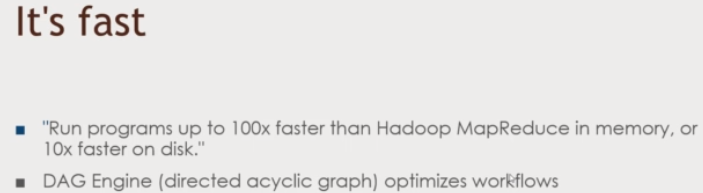 It's fast
"Run programs up to 100x faster than Hadoop MapReduce in memory, or
10x faster on disk."
DAG Engine (directed acyclic graph) optimizes workflows